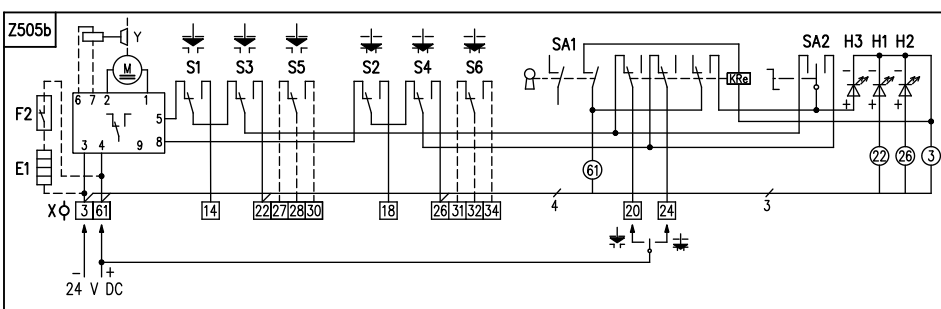 Z505b
Y
M
6 7 2 1
5
3 4 9 8
F2
E1
S1 S3 S5 S2 S4 S6
SA1
KRe
SA2 H3 H1 H2
- - -
+ + +
61
22 26 3
X 3 61 14 22 27 28 30 18 26 31 32 34
4
20 24
3
- +
24 V DC